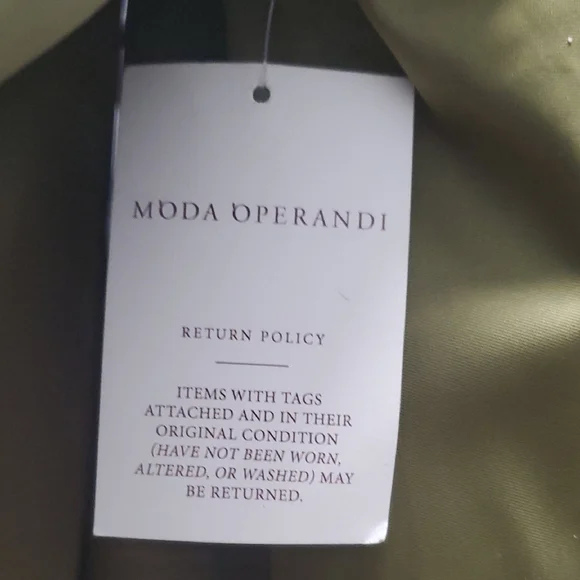 MODA OPERANDI
RETURN POLICY
ITEMS WITH TAGS
ATTACHED AND IN THEIR
ORIGINAL CONDITION
(HAVE NOT BEEN WORN,
ALTERED, OR WASHED) MAY
BE RETURNED.